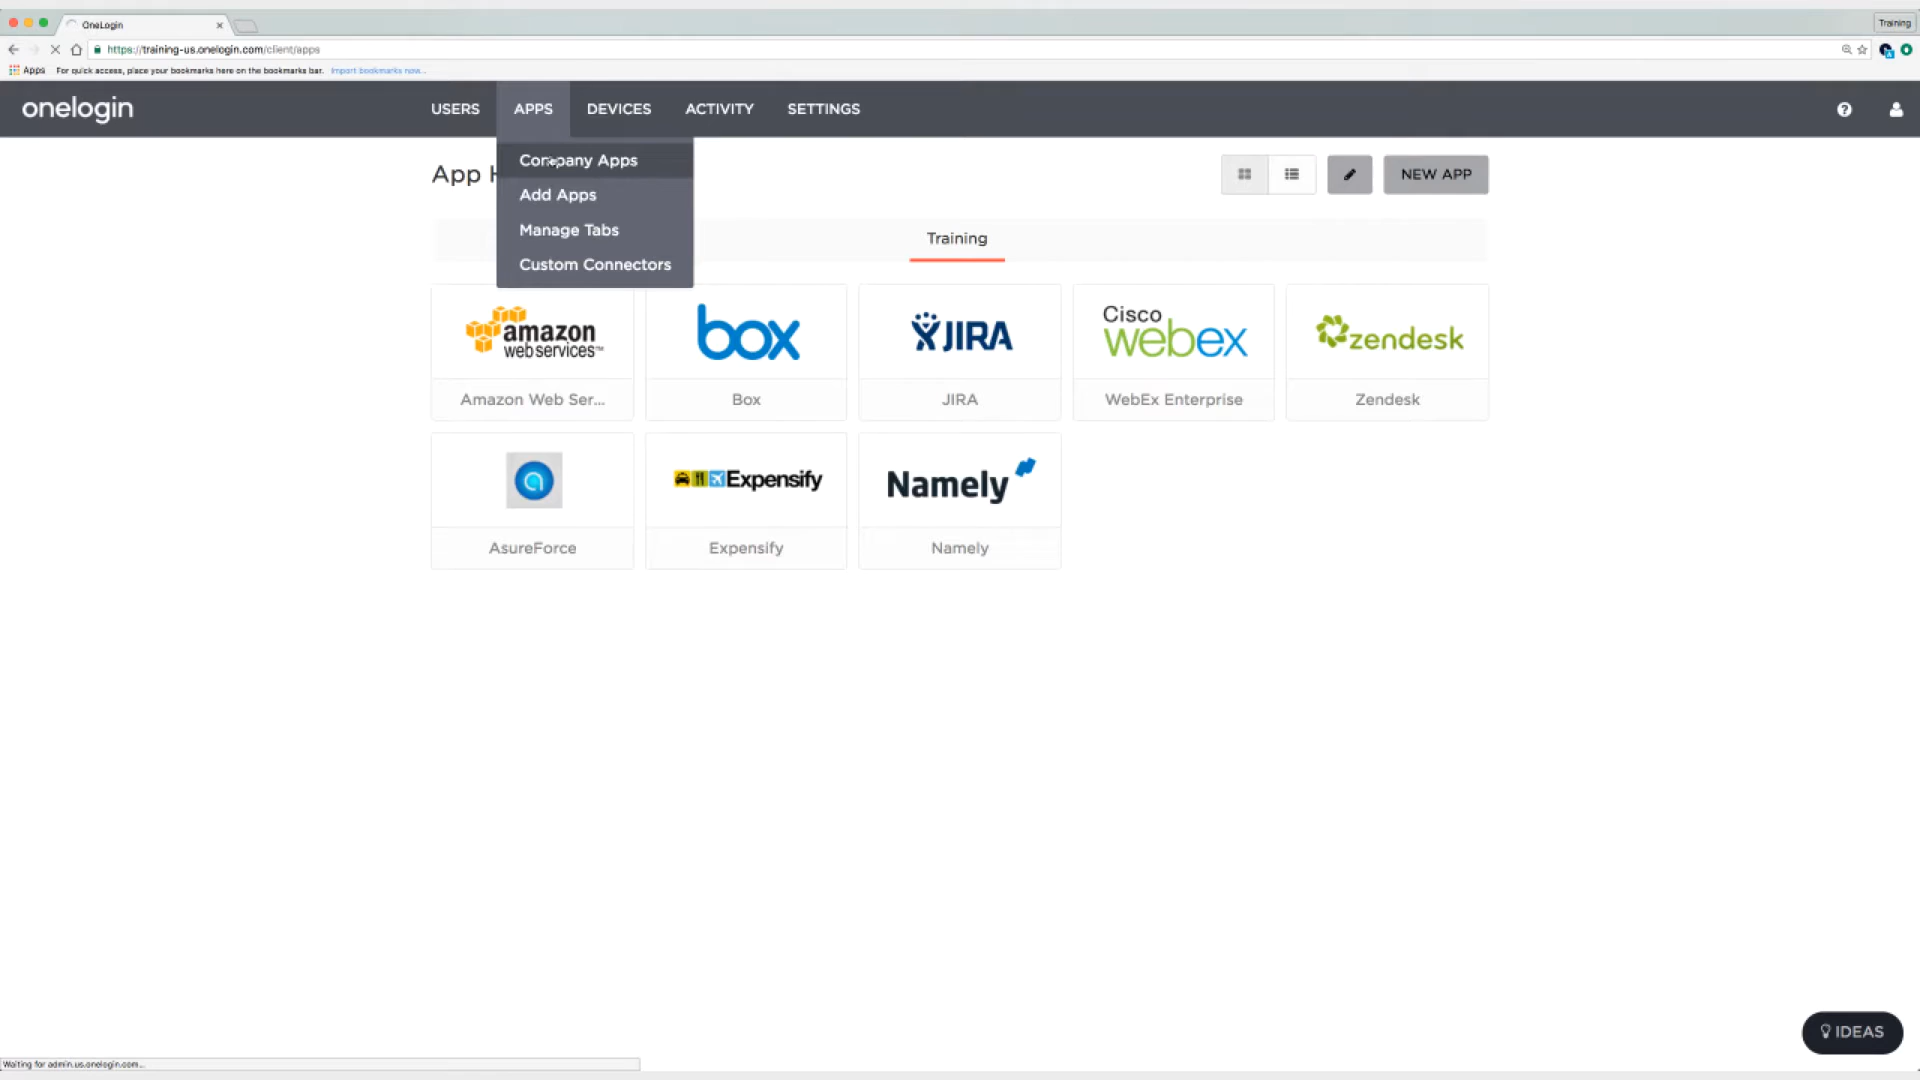 OneLogin
Training
https://training-us.onelogin.com/client/apps
Apps For quick access, place your bookmarks here on the bookmarks bar. Import bookmarks now...
onelogin
USERS APPS DEVICES ACTIVITY SETTINGS
Company Apps
Add Apps
Manage Tabs
Custom Connectors
App H
NEW APP
Training
amazon
web services™
box
JIRA
Cisco
webex
zendesk
Amazon Web Ser...
Box
JIRA
WebEx Enterprise
Zendesk
Expensify
Namely
AsureForce
Expensify
Namely
IDEAS
Waiting for admin.us.onelogin.com...